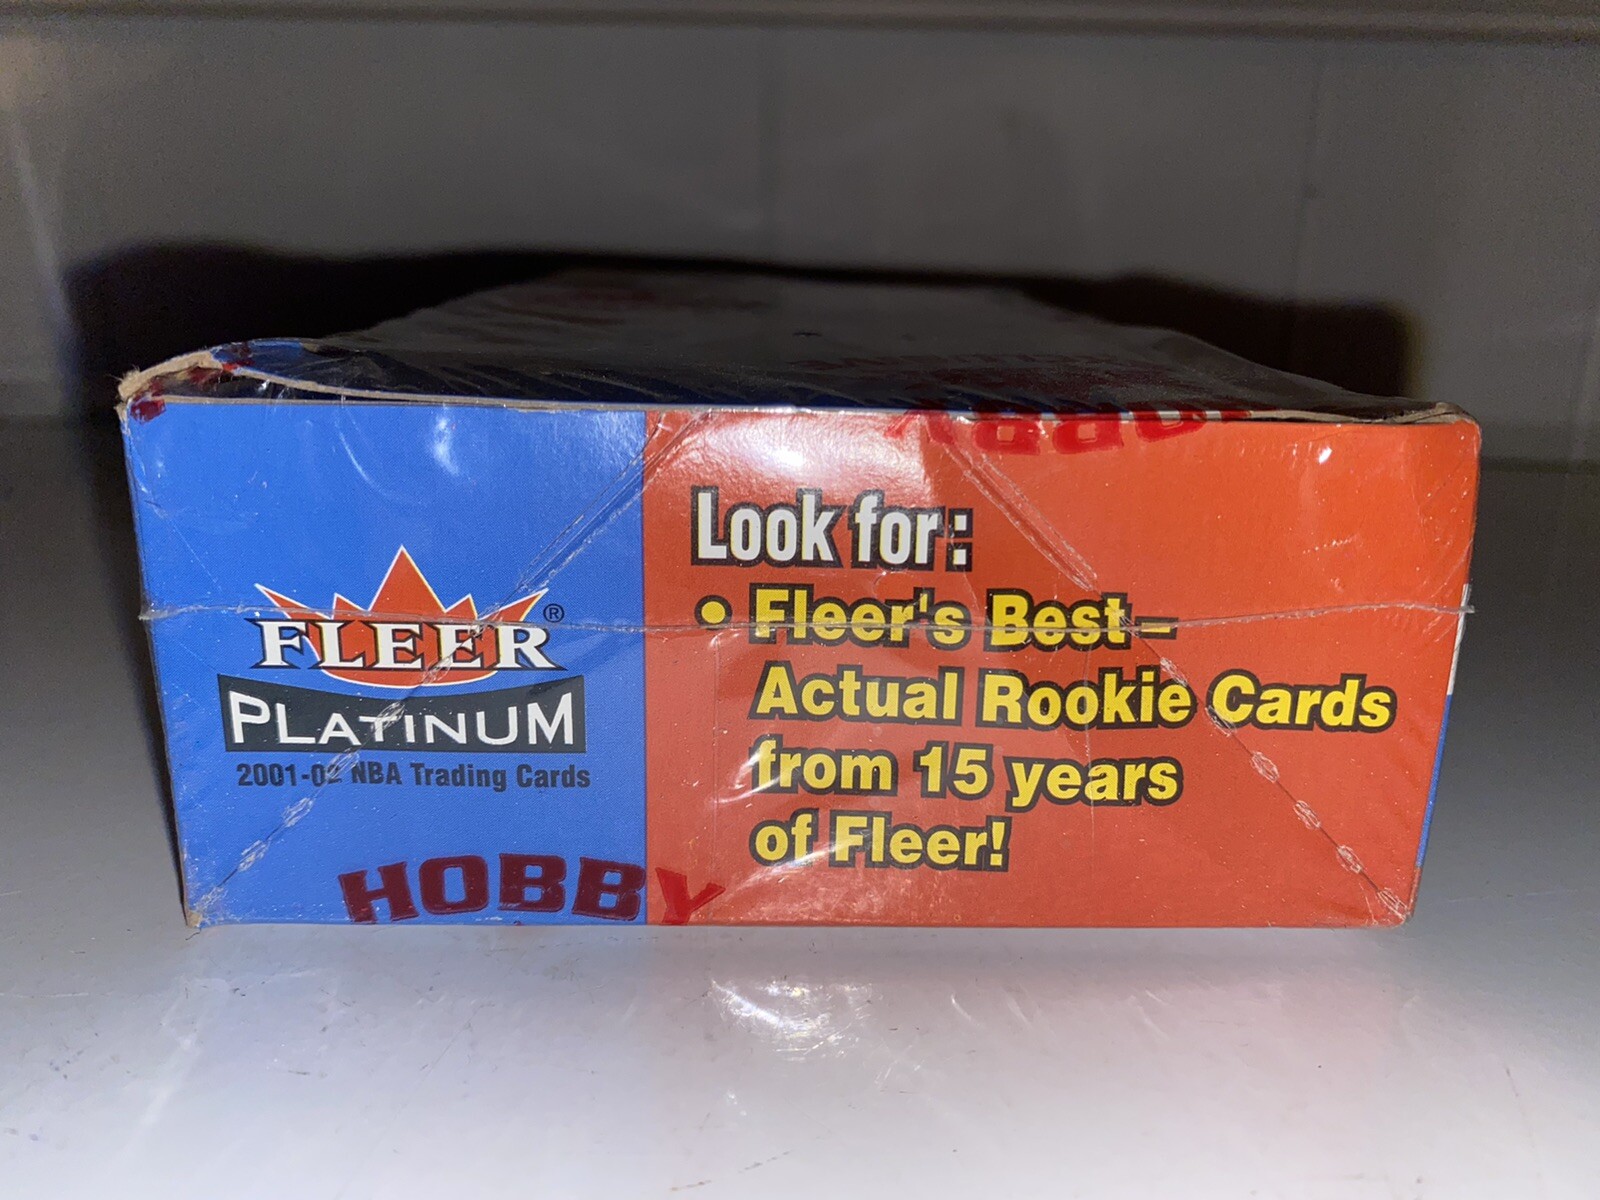 HOBBY
Look for:
• Fleer's Best–
Actual Rookie Cards
from 15 years
of Fleer!
FLEER®
PLATINUM
2001-02 NBA Trading Cards
HOBBY